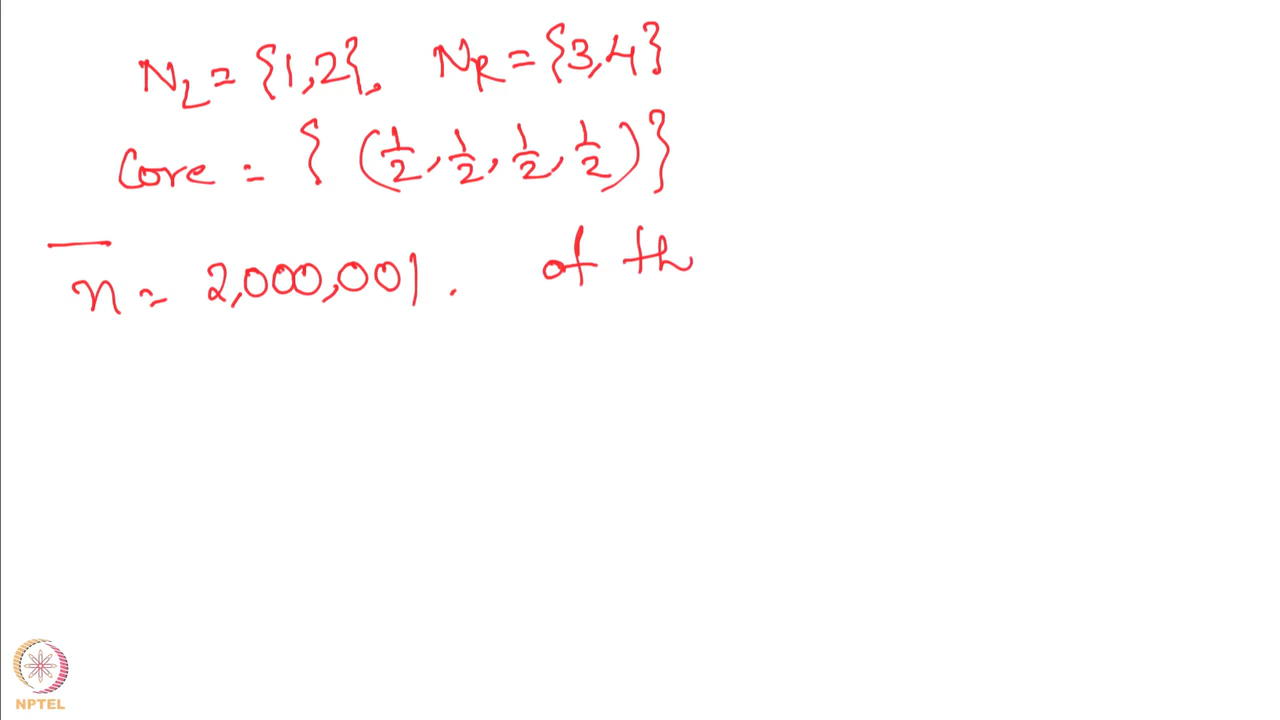 N_L = {1,2}, N_R = {3,4}
Core = { (1/2, 1/2, 1/2, 1/2) }
n = 2,000,001. of th
NPTEL